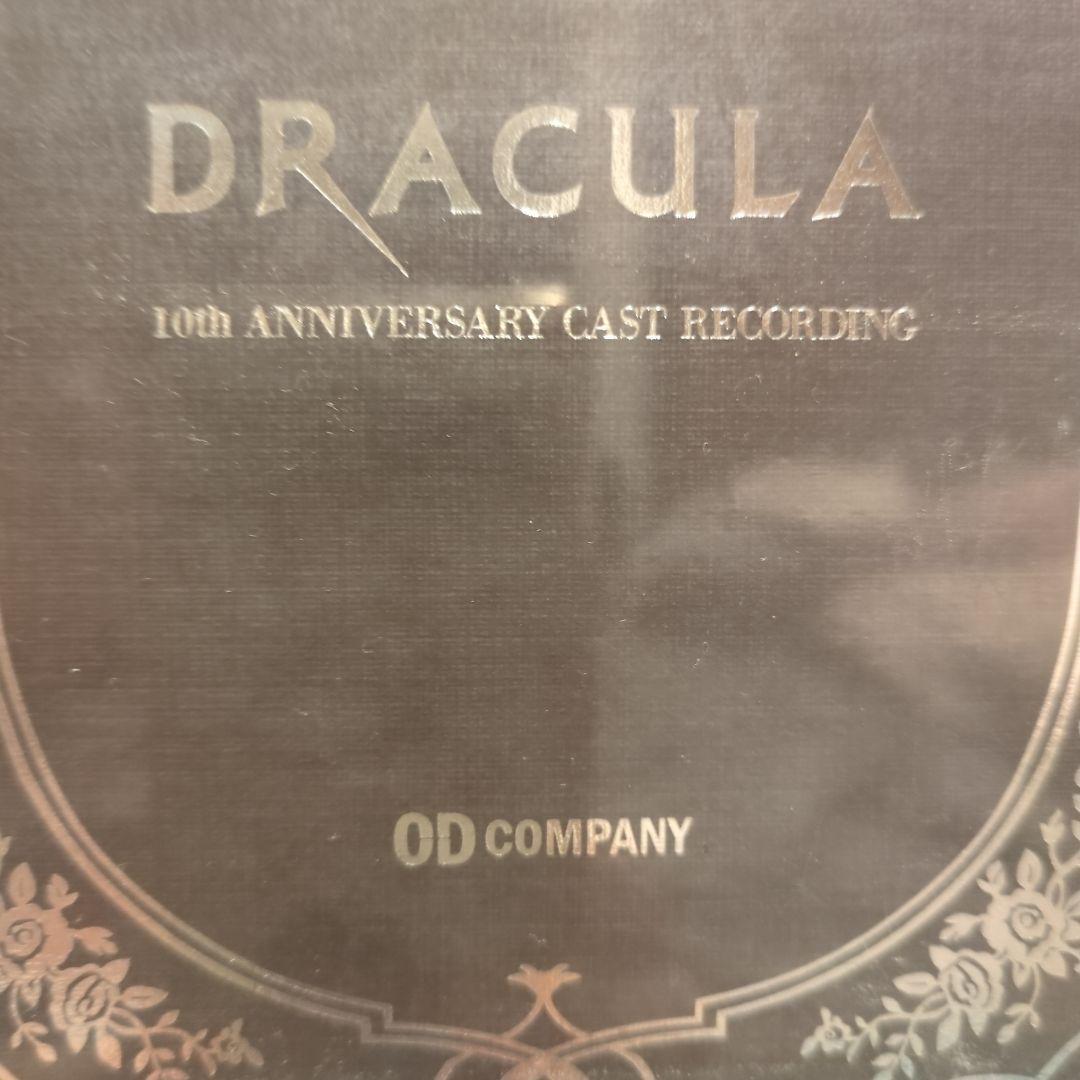 DRACULA
10th ANNIVERSARY CAST RECORDING
OD COMPANY